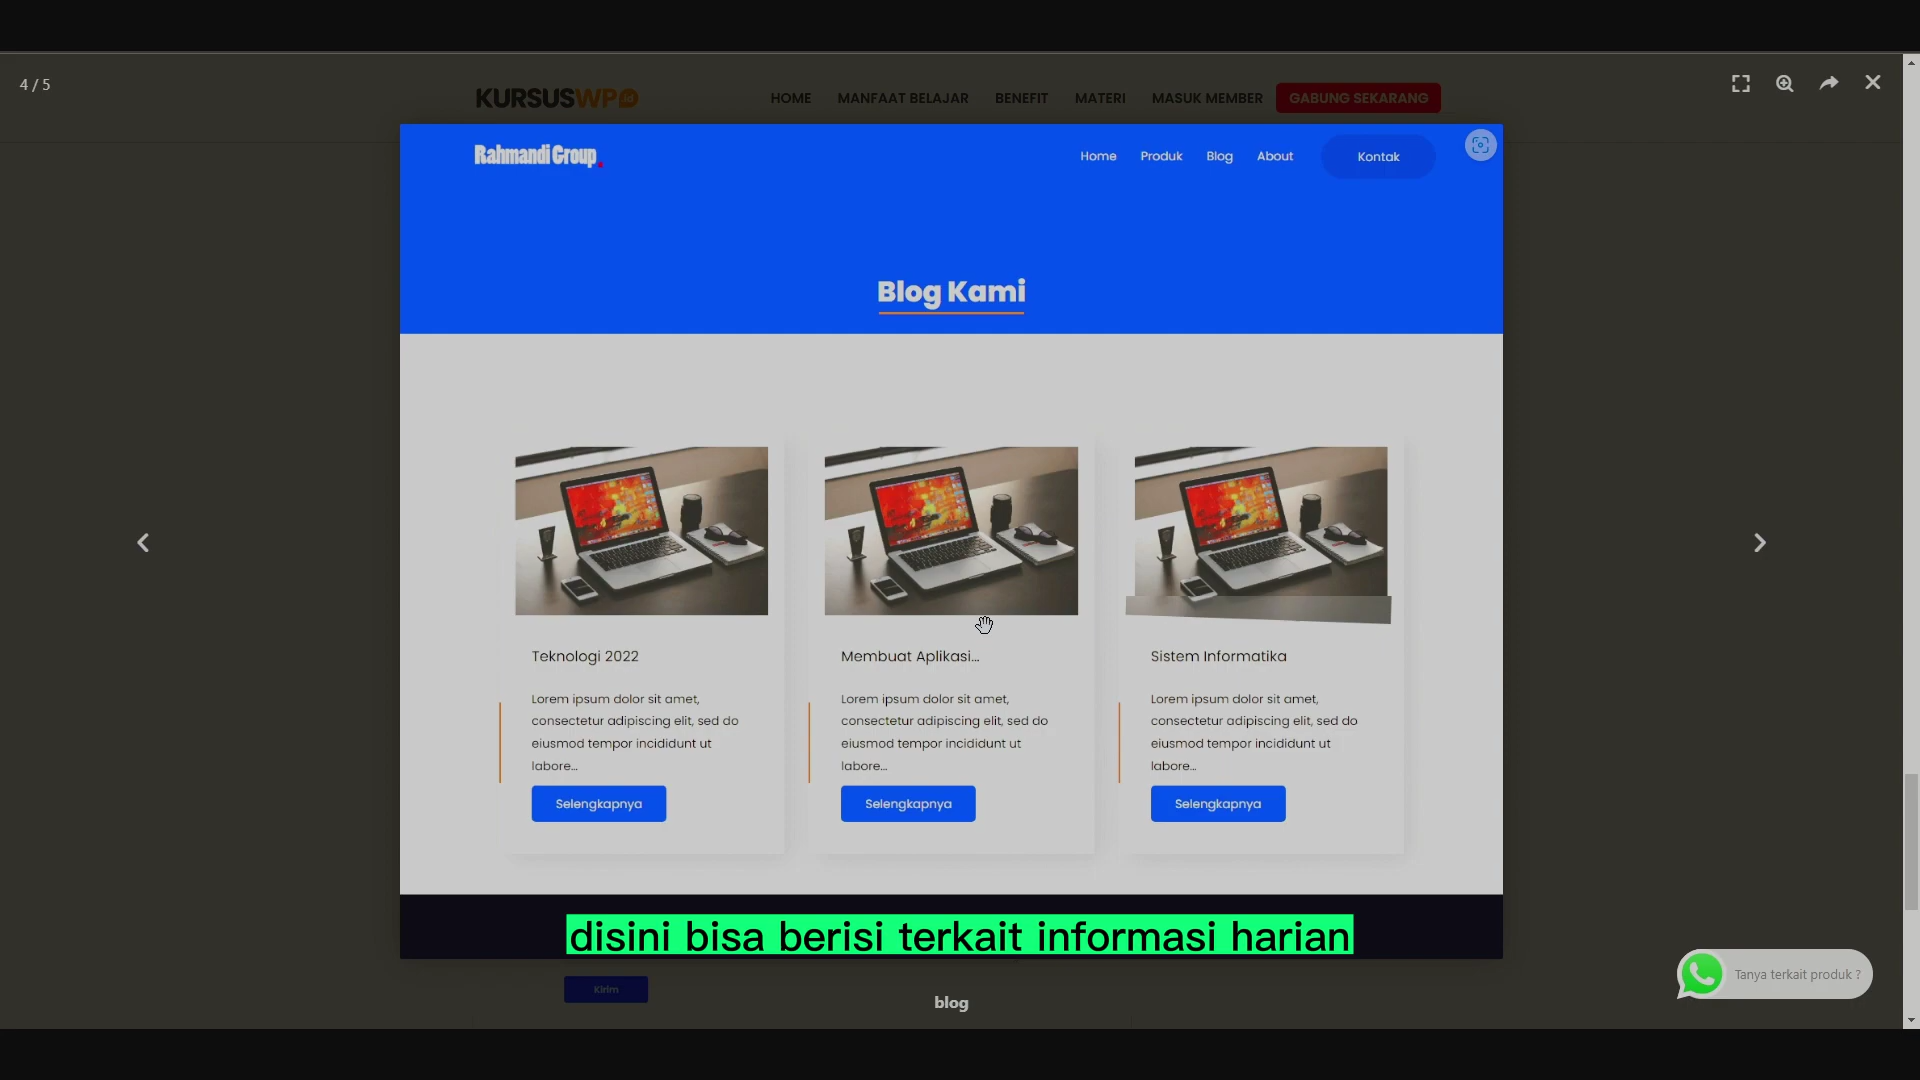 4 / 5
KURSUSWP.id
HOME
MANFAAT BELAJAR
BENEFIT
MATERI
MASUK MEMBER
GABUNG SEKARANG
Rahmandi Group.
Home
Produk
Blog
About
Kontak
Blog Kami
Teknologi 2022
Lorem ipsum dolor sit amet,
consectetur adipiscing elit, sed do
eiusmod tempor incididunt ut
labore...
Selengkapnya
Membuat Aplikasi...
Lorem ipsum dolor sit amet,
consectetur adipiscing elit, sed do
eiusmod tempor incididunt ut
labore...
Selengkapnya
Sistem Informatika
Lorem ipsum dolor sit amet,
consectetur adipiscing elit, sed do
eiusmod tempor incididunt ut
labore...
Selengkapnya
disini bisa berisi terkait informasi harian
Kirim
blog
Tanya terkait produk ?